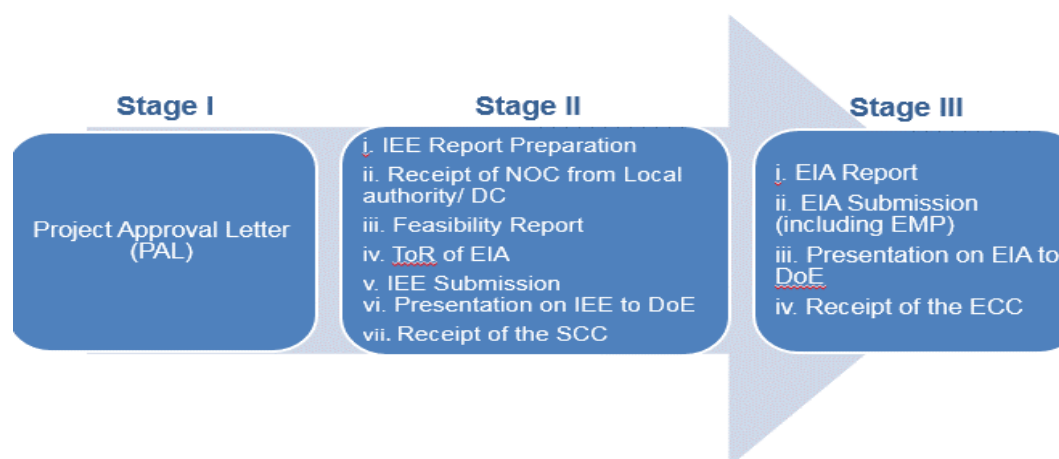 Stage I
Project Approval Letter
(PAL)
Stage II
i. IEE Report Preparation
ii. Receipt of NOC from Local
authority/ DC
iii. Feasibility Report
iv. ToR of EIA
v. IEE Submission
vi. Presentation on IEE to DoE
vii. Receipt of the SCC
Stage III
i. EIA Report
ii. EIA Submission
(including EMP)
iii. Presentation on EIA to
DoE
iv. Receipt of the ECC